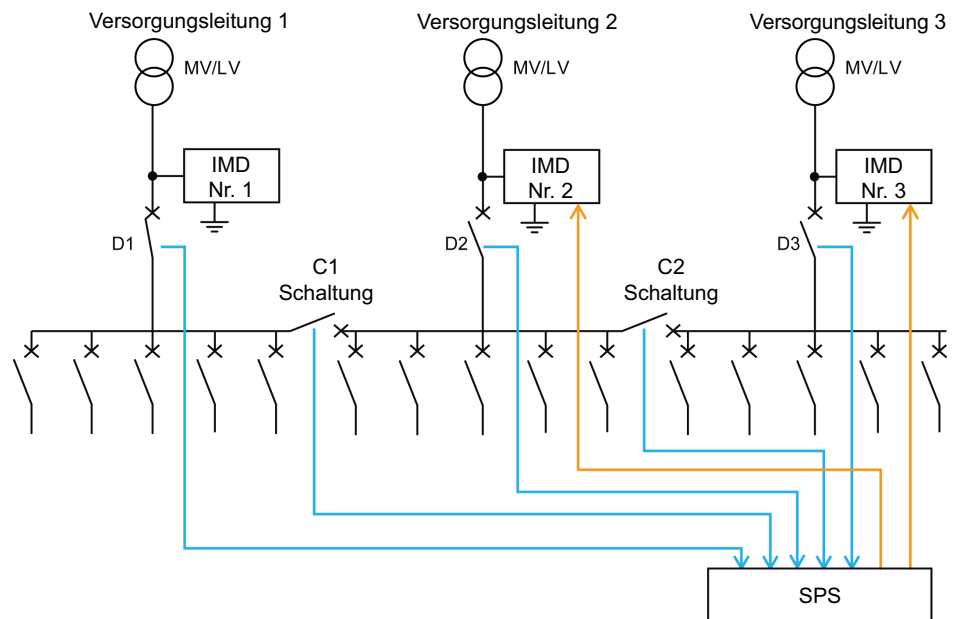 Versorgungsleitung 1
Versorgungsleitung 2
Versorgungsleitung 3
MV/LV
MV/LV
MV/LV
IMD
Nr. 1
IMD
Nr. 2
IMD
Nr. 3
D1
D2
D3
C1
Schaltung
C2
Schaltung
SPS